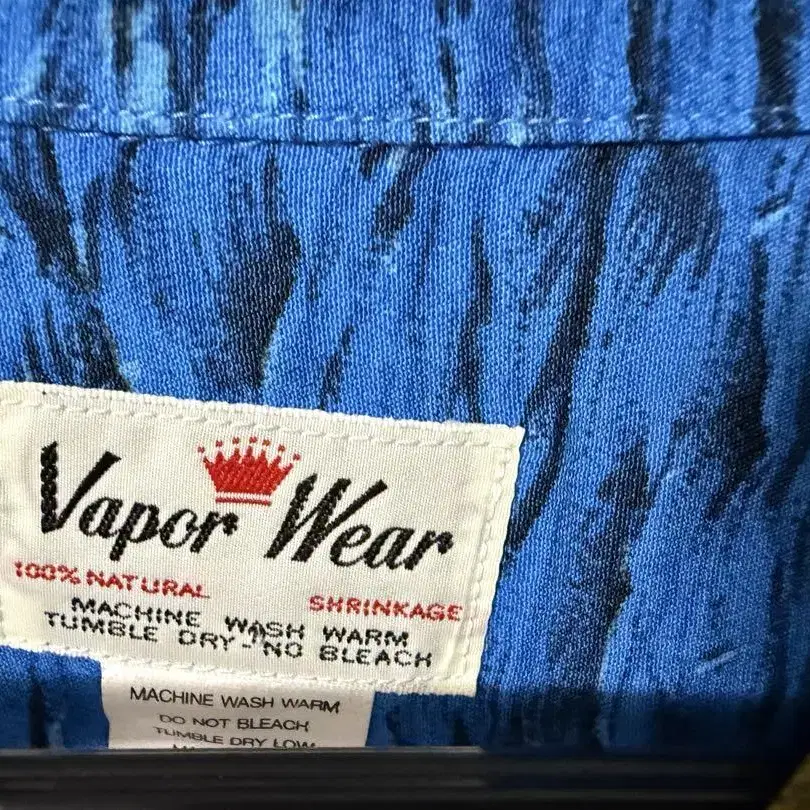 Vapor Wear
100% NATURAL
SHRINKAGE
MACHINE WASH WARM
TUMBLE DRY - NO BLEACH
MACHINE WASH WARM
DO NOT BLEACH
TUMBLE DRY LOW